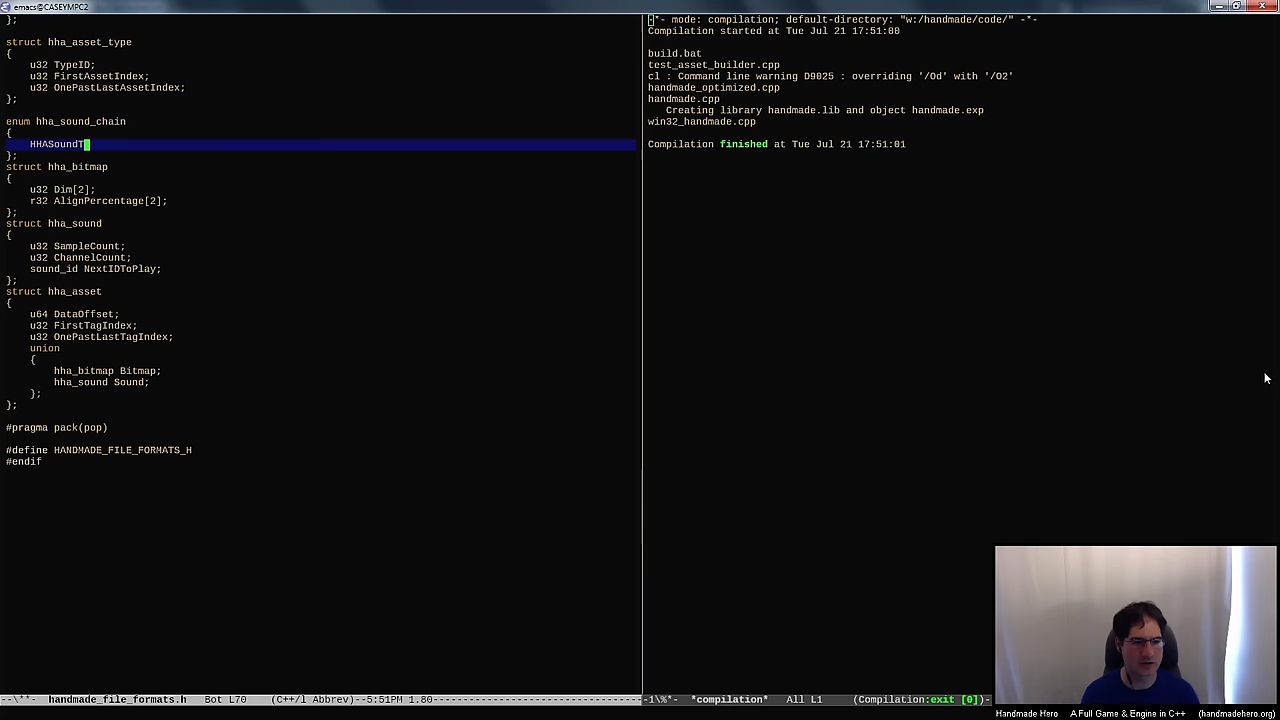 emacs@CASEYMPC2
};
struct hha_asset_type
{
u32 TypeID;
u32 FirstAssetIndex;
u32 OnePastLastAssetIndex;
};
enum hha_sound_chain
{
HHASoundT
};
struct hha_bitmap
{
u32 Dim[2];
r32 AlignPercentage[2];
};
struct hha_sound
{
u32 SampleCount;
u32 ChannelCount;
sound_id NextIDToPlay;
};
struct hha_asset
{
u64 DataOffset;
u32 FirstTagIndex;
u32 OnePastLastTagIndex;
union
{
hha_bitmap Bitmap;
hha_sound Sound;
};
};
#pragma pack(pop)
#define HANDMADE_FILE_FORMATS_H
#endif
--\**-  handmade_file_formats.h   Bot L70    (C++/l Abbrev)--5:51PM 1.80
-*- mode: compilation; default-directory: "w:/handmade/code/" -*-
Compilation started at Tue Jul 21 17:51:00
build.bat
test_asset_builder.cpp
cl : Command line warning D9025 : overriding '/Od' with '/O2'
handmade_optimized.cpp
handmade.cpp
Creating library handmade.lib and object handmade.exp
win32_handmade.cpp
Compilation finished at Tue Jul 21 17:51:01
-1\%*-  *compilation*   All L1     (Compilation:exit [0])-
Handmade Hero   A Full Game & Engine in C++   (handmadehero.org)